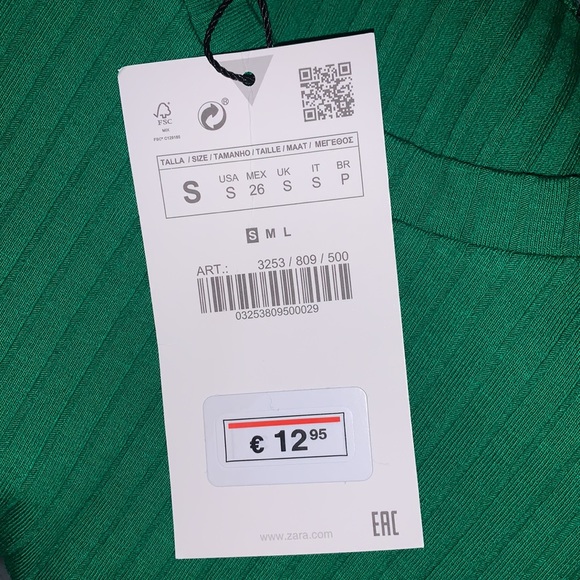 FSC
MIX
TALLA / SIZE / TAMANHO / TAILLE / MAAT / ΜΕΓΕΘΟΣ
S USA S MEX 26 UK S IT S BR P
S M L
ART.: 3253 / 809 / 500
03253809500029
€ 12 95
www.zara.com
EAC